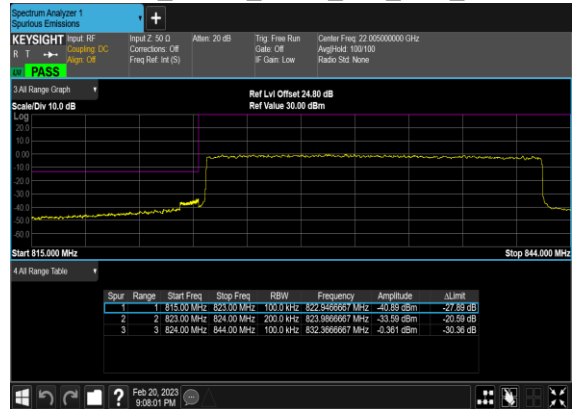 Spectrum Analyzer 1
Spurious Emissions
KEYSIGHT Input: RF Input Z: 50 Ω Atten: 20 dB Trig: Free Run Center Freq: 22.005000000 GHz
R T Coupling: DC Corrections: Off Gate: Off Avg|Hold: 100/100
Align: Off Freq Ref: Int (S) IF Gain: Low Radio Std: None
PASS
3 All Range Graph
Ref Lvl Offset 24.80 dB
Scale/Div 10.0 dB Ref Value 30.00 dBm
Log
20.0
10.0
0.00
-10.0
-20.0
-30.0
-40.0
-50.0
-60.0
Start 815.000 MHz Stop 844.000 MHz
4 All Range Table
Spur Range Start Freq Stop Freq RBW Frequency Amplitude ΔLimit
1 1 815.00 MHz 823.00 MHz 100.0 kHz 822.9466667 MHz -40.89 dBm -27.89 dB
2 2 823.00 MHz 824.00 MHz 200.0 kHz 823.9866667 MHz -33.59 dBm -20.59 dB
3 3 824.00 MHz 844.00 MHz 100.0 kHz 832.3666667 MHz -0.361 dBm -30.36 dB
? Feb 20, 2023
9:08:01 PM